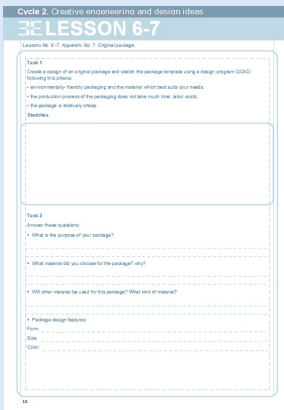 Cycle 2. Creative engeneering and design ideas
LESSON 6-7
Lessons No. 6-7. Appendix No. 7. Original package.
Task 1
Create a design of an original package and sketch the package template using a design program QCAD,
following this criteria:
- environmentally- friendly packaging and the material which best suits your needs;
- the production process of the packaging does not take much time, labor costs;
- the package is relatively cheap.
Sketches
Task 2
Answer these questions:
• What is the purpose of your package?
• What material did you choose for the package? why?
• Will other material be used for this package? What kind of material?
• Package design features:
Form
Size
Color